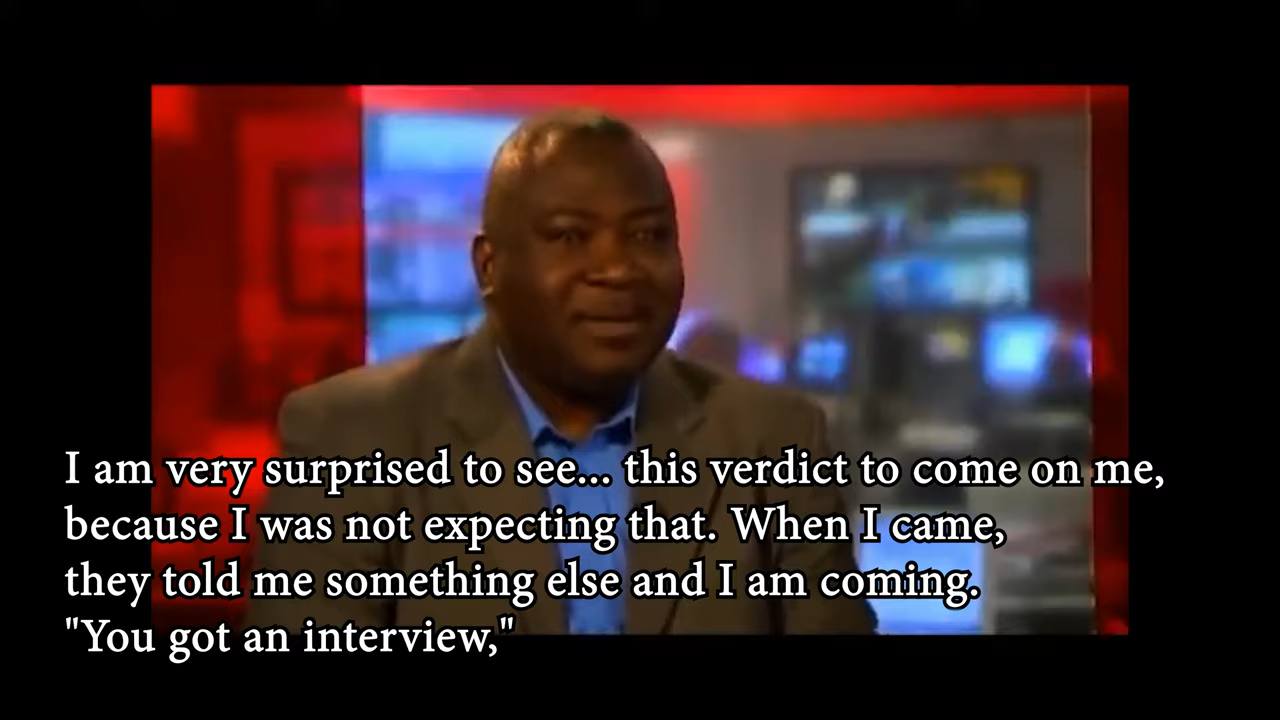 I am very surprised to see... this verdict to come on me,
because I was not expecting that. When I came,
they told me something else and I am coming.
"You got an interview,"